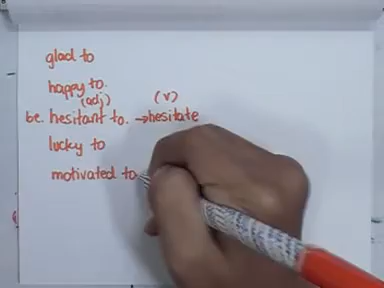 glad to
happy to.
(adj) (v)
be. hesitant to. →hesitate
lucky to
motivated to